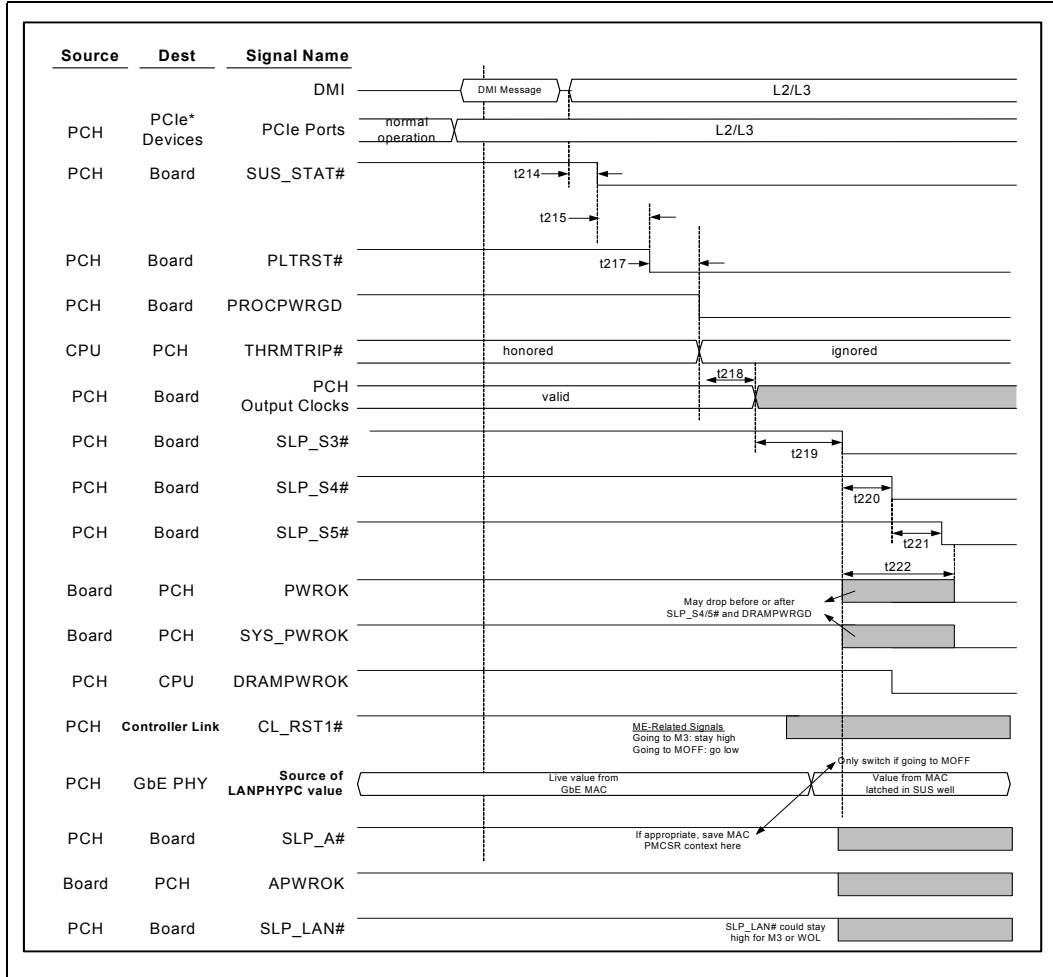 Source Dest Signal Name
DMI DMI Message L2/L3
PCH PCIe* Devices PCIe Ports normal operation L2/L3
PCH Board SUS_STAT# t214
t215
PCH Board PLTRST# t217
PCH Board PROCPWRGD
CPU PCH THRMTRIP# honored ignored
t218
PCH Board PCH Output Clocks valid
PCH Board SLP_S3# t219
PCH Board SLP_S4# t220
PCH Board SLP_S5# t221
t222
Board PCH PWROK
May drop before or after
SLP_S4/5# and DRAMPWRGD
Board PCH SYS_PWROK
PCH CPU DRAMPWROK
PCH Controller Link CL_RST1#
ME-Related Signals
Going to M3: stay high
Going to MOFF: go low
Only switch if going to MOFF
PCH GbE PHY Source of LANPHYPC value
Live value from
GbE MAC
Value from MAC
latched in SUS well
PCH Board SLP_A#
If appropriate, save MAC
PMCSR context here
Board PCH APWROK
PCH Board SLP_LAN#
SLP_LAN# could stay
high for M3 or WOL